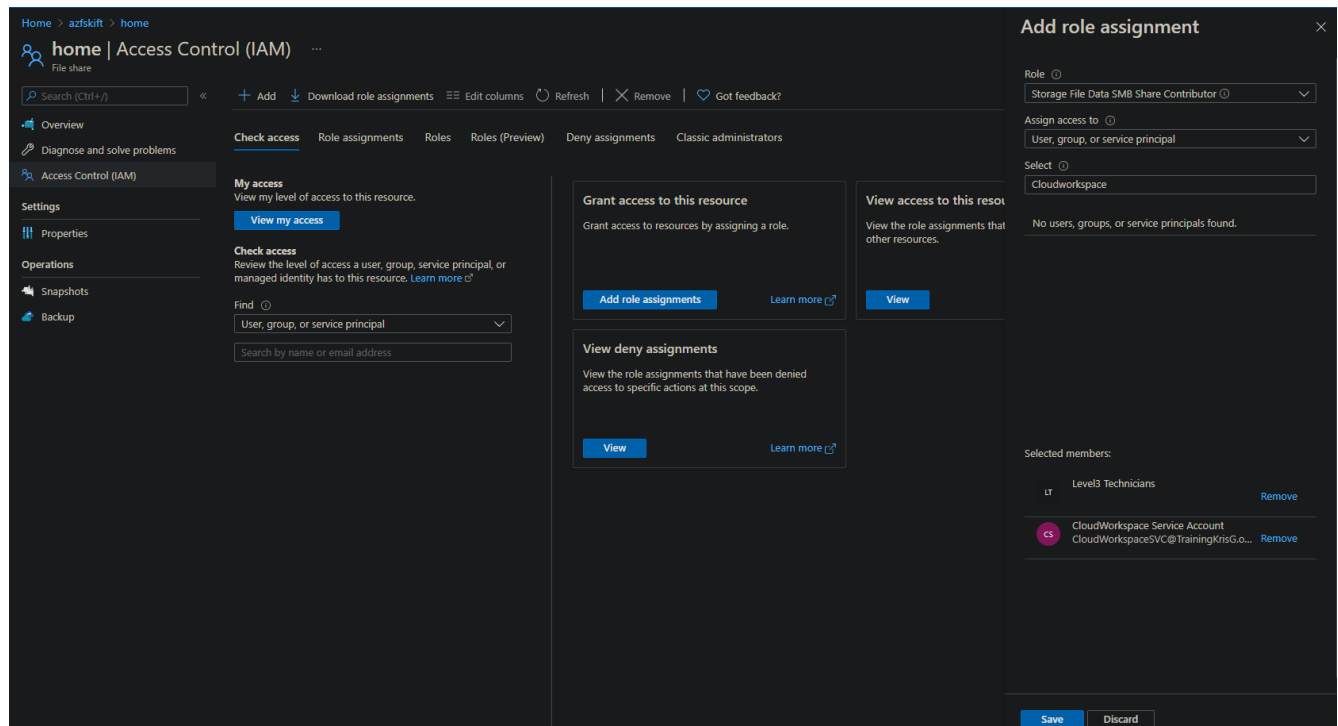 Home > azfskift > home
home | Access Control (IAM) ...
File share
Search (Ctrl+/)
«
Overview
Diagnose and solve problems
Access Control (IAM)
Settings
Properties
Operations
Snapshots
Backup
+ Add Download role assignments Edit columns Refresh | Remove | Got feedback?
Check access Role assignments Roles Roles (Preview) Deny assignments Classic administrators
My access
View my level of access to this resource.
View my access
Check access
Review the level of access a user, group, service principal, or
managed identity has to this resource. Learn more
Find
User, group, or service principal
Search by name or email address
Grant access to this resource
Grant access to resources by assigning a role.
Add role assignments Learn more
View access to this resou
View the role assignments that
other resources.
View
View deny assignments
View the role assignments that have been denied
access to specific actions at this scope.
View Learn more
Add role assignment
Role
Storage File Data SMB Share Contributor
Assign access to
User, group, or service principal
Select
Cloudworkspace
No users, groups, or service principals found.
Selected members:
LT
Level3 Technicians
Remove
CS
CloudWorkspace Service Account
CloudWorkspaceSVC@TrainingKrisG.o... Remove
Save Discard